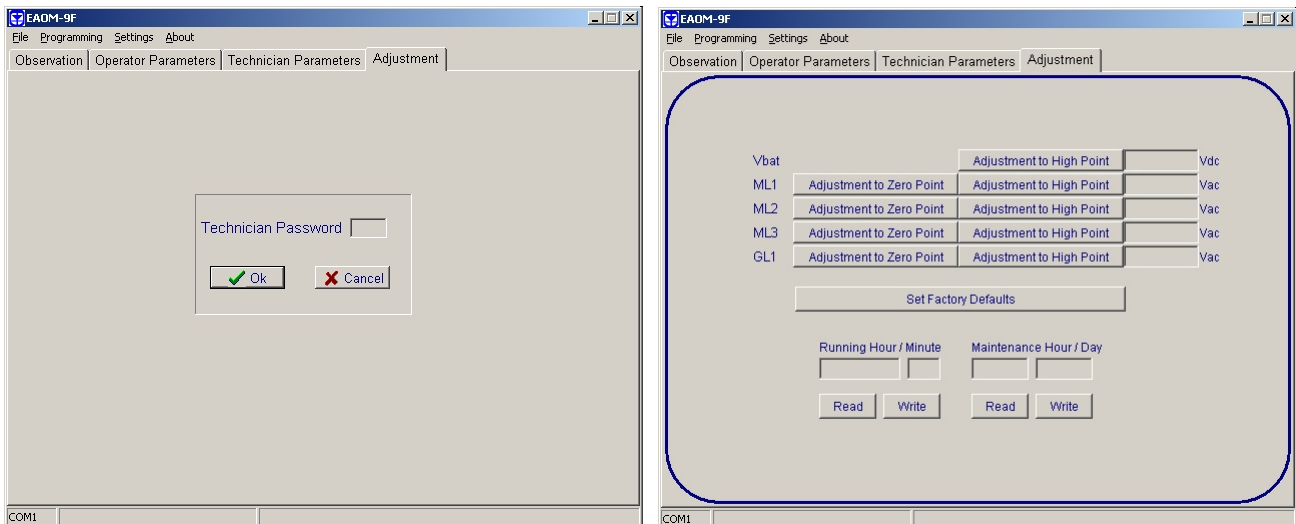 EAOM-9F
File Programming Settings About
Observation Operator Parameters Technician Parameters Adjustment
Technician Password
Ok Cancel
COM1
EAOM-9F
File Programming Settings About
Observation Operator Parameters Technician Parameters Adjustment
Vbat Adjustment to High Point Vdc
ML1 Adjustment to Zero Point Adjustment to High Point Vac
ML2 Adjustment to Zero Point Adjustment to High Point Vac
ML3 Adjustment to Zero Point Adjustment to High Point Vac
GL1 Adjustment to Zero Point Adjustment to High Point Vac
Set Factory Defaults
Running Hour / Minute Maintenance Hour / Day
Read Write Read Write
COM1